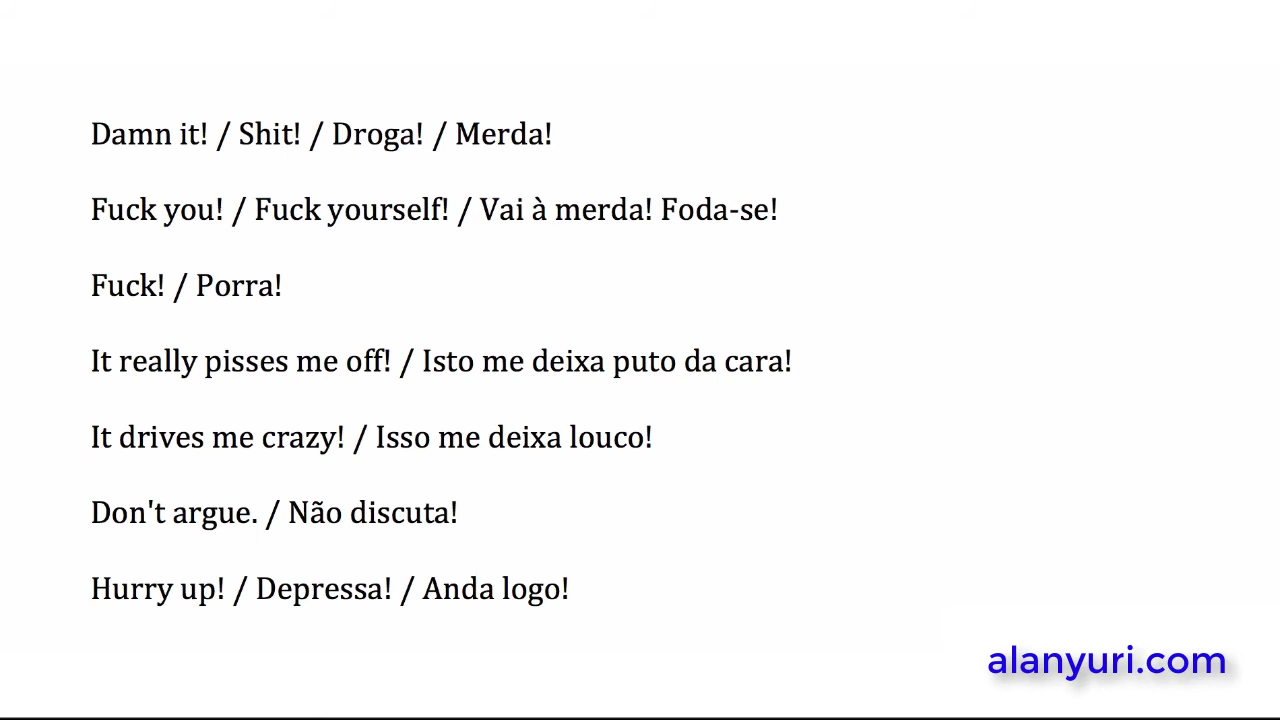 Damn it! / Shit! / Droga! / Merda!
Fuck you! / Fuck yourself! / Vai à merda! Foda-se!
Fuck! / Porra!
It really pisses me off! / Isto me deixa puto da cara!
It drives me crazy! / Isso me deixa louco!
Don't argue. / Não discuta!
Hurry up! / Depressa! / Anda logo!
alanyuri.com